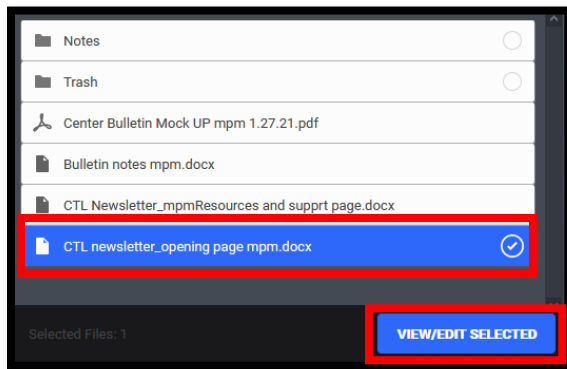 Notes
Trash
Center Bulletin Mock UP mpm 1.27.21.pdf
Bulletin notes mpm.docx
CTL Newsletter_mpmResources and supprt page.docx
CTL newsletter_opening page mpm.docx
Selected Files: 1
VIEW/EDIT SELECTED